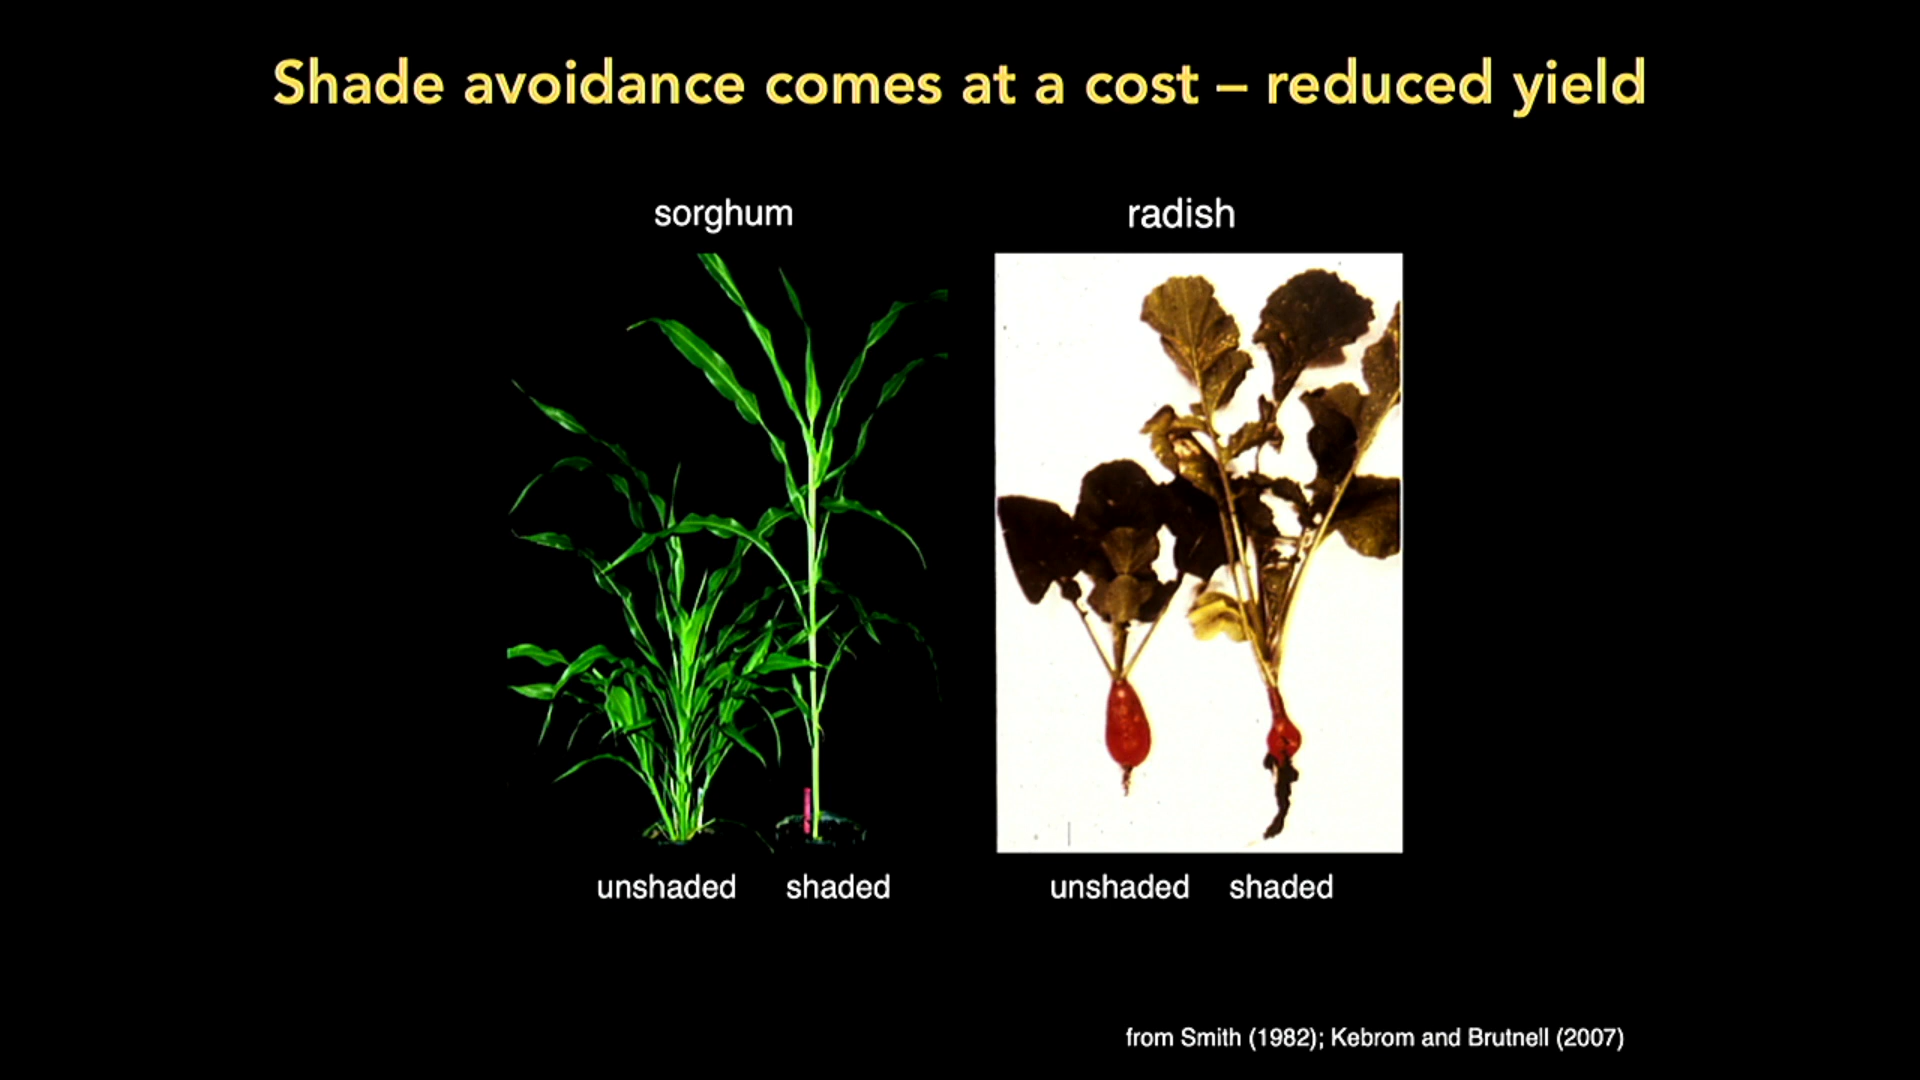 Shade avoidance comes at a cost – reduced yield
sorghum
radish
unshaded shaded
unshaded shaded
from Smith (1982); Kebrom and Brutnell (2007)